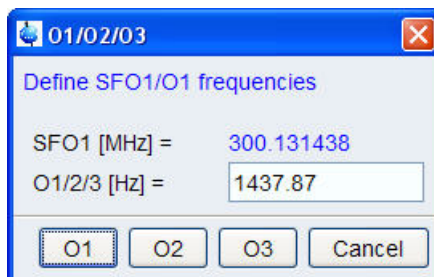 O1/O2/O3
Define SFO1/O1 frequencies
SFO1 [MHz] = 300.131438
O1/2/3 [Hz] = 1437.87
O1 O2 O3 Cancel